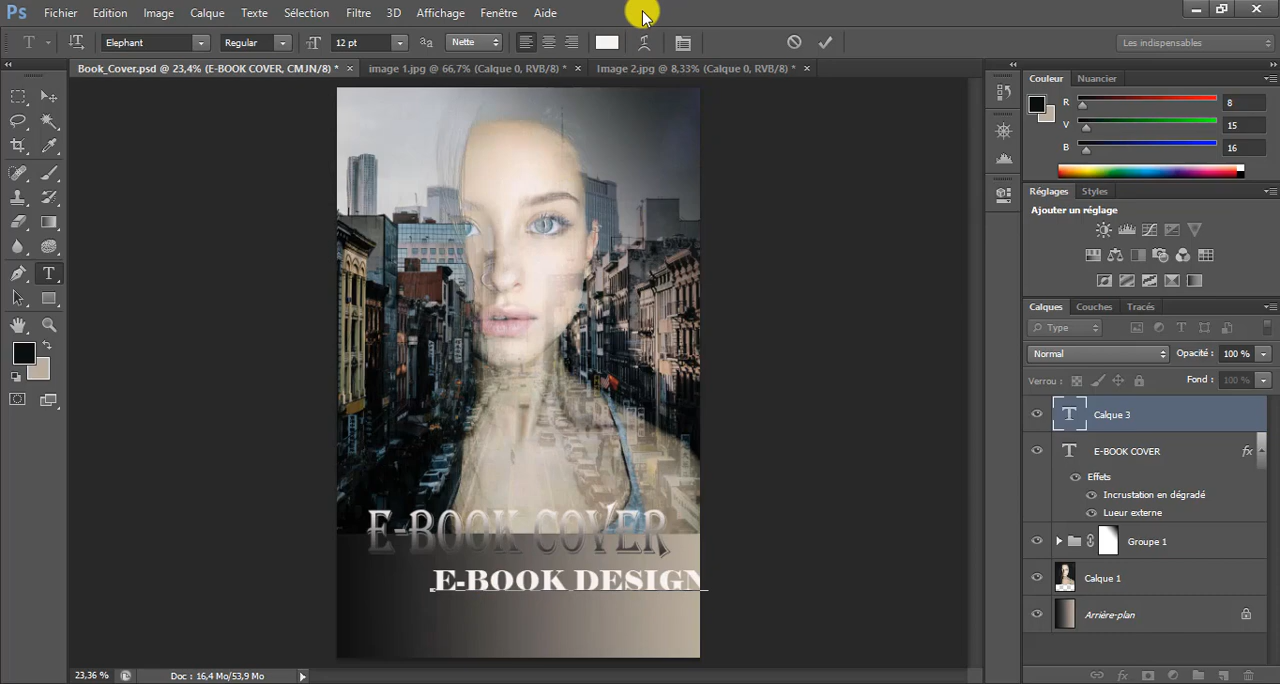 Ps Fichier Edition Image Calque Texte Sélection Filtre 3D Affichage Fenêtre Aide
T Elephant Regular 12 pt aa Nette Les indispensables
Book_Cover.psd @ 23,4% (E-BOOK COVER, CMJN/8) * × image 1.jpg @ 66,7% (Calque 0, RVB/8) * × Image 2.jpg @ 8,33% (Calque 0, RVB/8) * ×
Couleur Nuancier
R 8
V 15
B 16
Réglages Styles
Ajouter un réglage
Calques Couches Tracés
Type
Normal Opacité : 100 %
Verrou : Fond : 100 %
T Calque 3
T E-BOOK COVER fx
Effets
Incrustation en dégradé
Lueur externe
Groupe 1
Calque 1
Arrière-plan
E-BOOK COVER
E-BOOK DESIGN
23,36 % Doc : 16,4 Mo/53,9 Mo